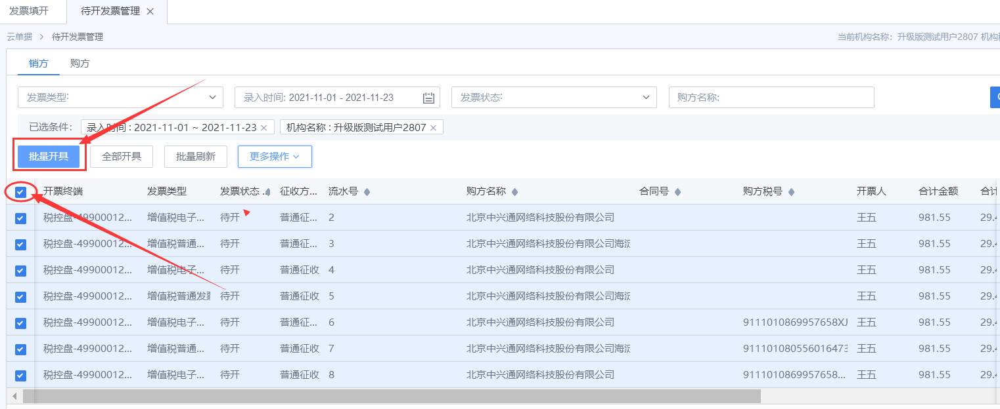 发票填开 待开发票管理
云单据 > 待开发票管理 当前机构名称：升级版测试用户2807 机构
销方 购方
发票类型: 录入时间: 2021-11-01 - 2021-11-23 发票状态: 购方名称:
已选条件： 录入时间 : 2021-11-01 ~ 2021-11-23 × 机构名称 : 升级版测试用户2807 ×
批量开具 全部开具 批量刷新 更多操作
开票终端 发票类型 发票状态 .. 征收方... 流水号 购方名称 合同号 购方税号 开票人 合计金额 合计
税控盘-49900012... 增值税电子... 待开 普通征... 2 北京中兴通网络科技股份有限公司 王五 981.55 29.4
税控盘-49900012... 增值税普通... 待开 普通征... 3 北京中兴通网络科技股份有限公司海淀 王五 981.55 29.4
税控盘-49900012... 增值税电子... 待开 普通征收 4 北京中兴通网络科技股份有限公司 王五 981.55 29.4
税控盘-49900012... 增值税普通发票 待开 普通征收 5 北京中兴通网络科技股份有限公司海淀 王五 981.55 29.4
税控盘-49900012... 增值税电子... 待开 普通征... 6 北京中兴通网络科技股份有限公司 9111010869957658XJ 王五 981.55 29.4
税控盘-49900012... 增值税普通... 待开 普通征收 7 北京中兴通网络科技股份有限公司海淀 911101080556016473 王五 981.55 29.4
税控盘-49900012... 增值税电子... 待开 普通征收 8 北京中兴通网络科技股份有限公司 9111010869957658... 王五 981.55 29.4